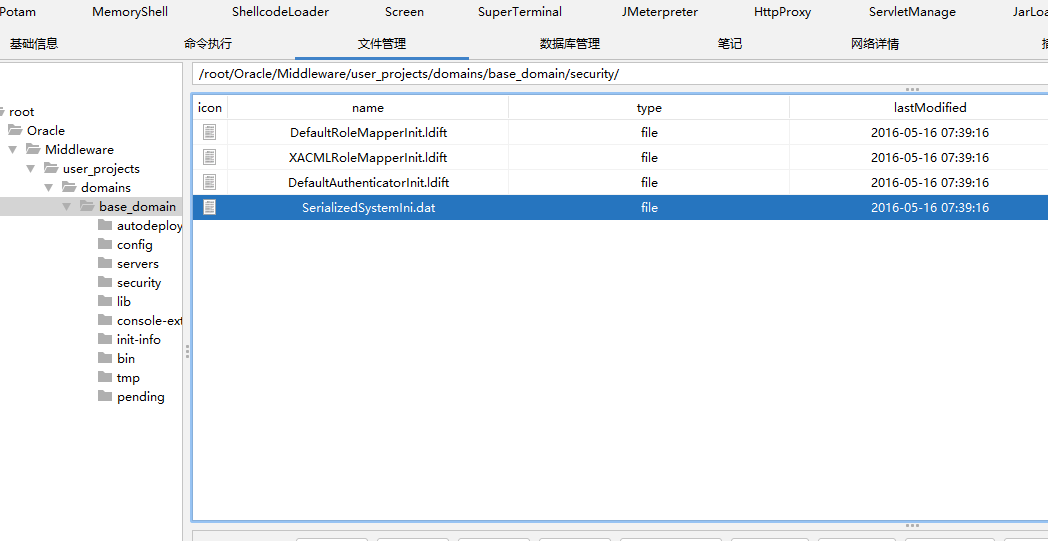 Potam MemoryShell ShellcodeLoader Screen SuperTerminal JMeterpreter HttpProxy ServletManage
基础信息 命令执行 文件管理 数据库管理 笔记 网络详情
/root/Oracle/Middleware/user_projects/domains/base_domain/security/
icon name type lastModified
DefaultRoleMapperInit.ldift file 2016-05-16 07:39:16
XACMLRoleMapperInit.ldift file 2016-05-16 07:39:16
DefaultAuthenticatorInit.ldift file 2016-05-16 07:39:16
SerializedSystemIni.dat file 2016-05-16 07:39:16
root
Oracle
Middleware
user_projects
domains
base_domain
autodeploy
config
servers
security
lib
console-ext
init-info
bin
tmp
pending